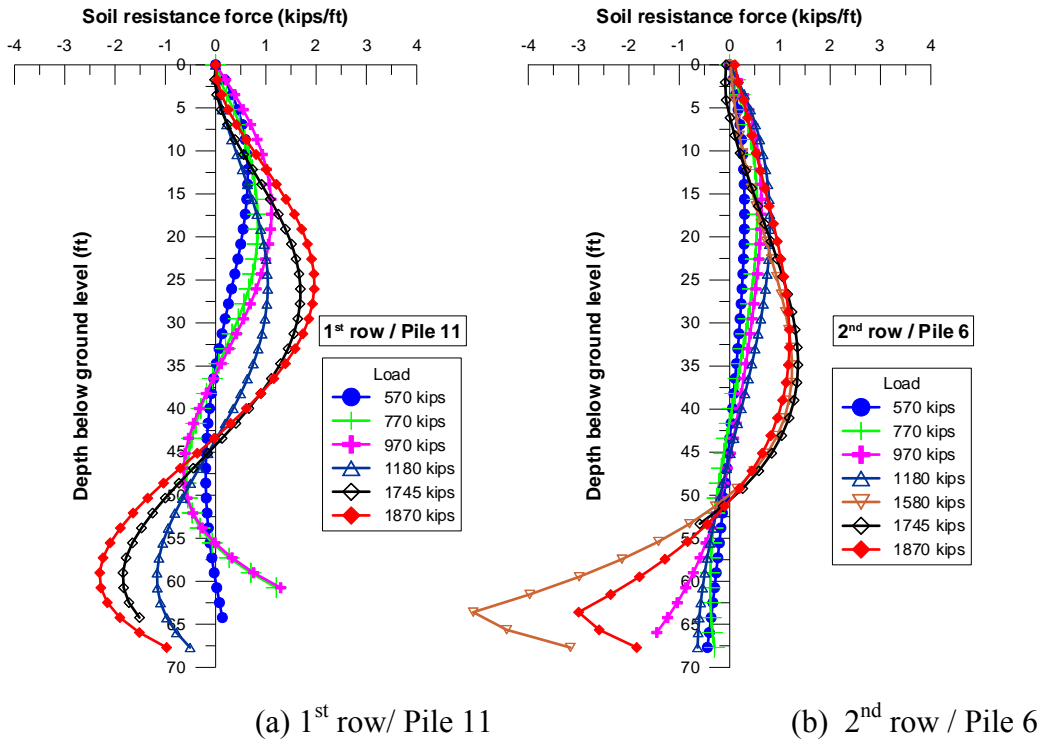 Soil resistance force (kips/ft)
-4 -3 -2 -1 0 1 2 3 4
0
5
10
15
20
25
30
35
40
45
50
55
60
65
70
Depth below ground level (ft)
1st row / Pile 11
Load
570 kips
770 kips
970 kips
1180 kips
1745 kips
1870 kips
(a) 1st row/ Pile 11
Soil resistance force (kips/ft)
-4 -3 -2 -1 0 1 2 3 4
0
5
10
15
20
25
30
35
40
45
50
55
60
65
70
Depth below ground level (ft)
2nd row / Pile 6
Load
570 kips
770 kips
970 kips
1180 kips
1580 kips
1745 kips
1870 kips
(b) 2nd row / Pile 6